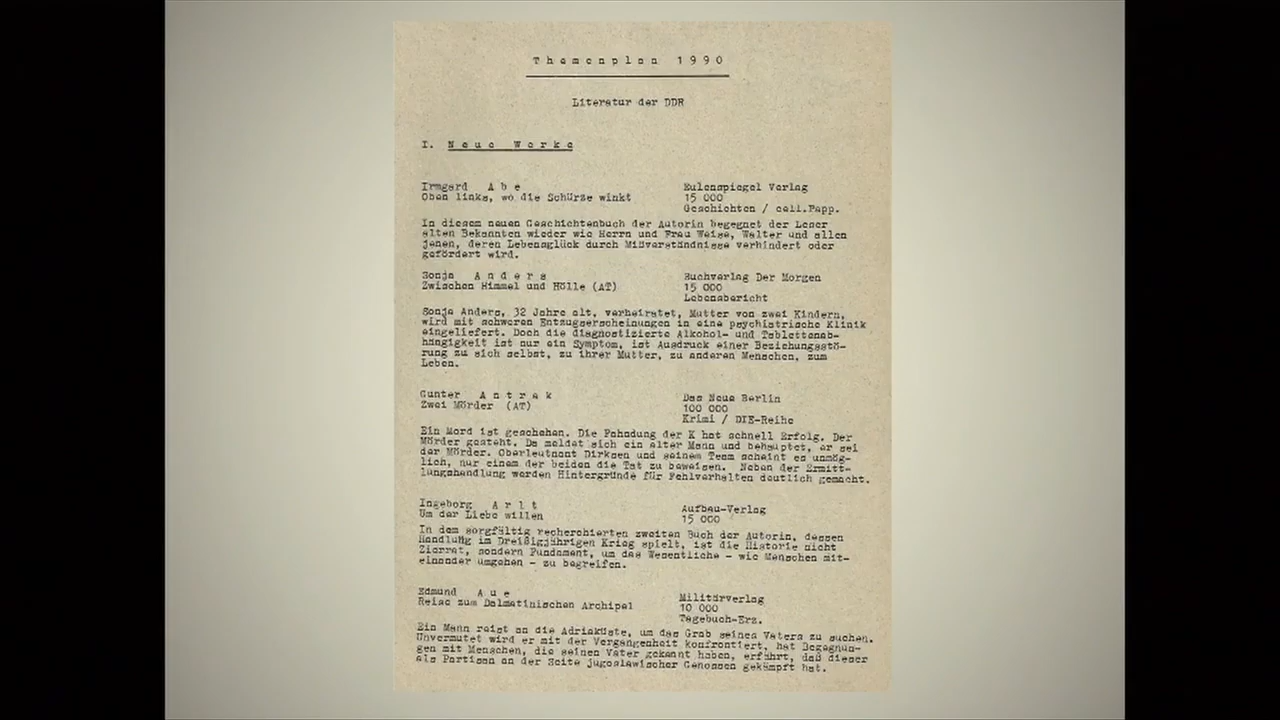 Themenplan 1990
Literatur der DDR
I. Neue Werke
Irmgard Abe
Oben links, wo die Schürze winkt
Eulenspiegel Verlag
15 000
Geschichten / cell.Papp.
In diesem neuen Geschichtenbuch der Autorin begegnet der Leser
alten Bekannten wieder wie Herrn und Frau Weise, Walter und allen
jenen, deren Lebensglück durch Mißverständnisse verhindert oder
gefördert wird.
Sonja Anders
Zwischen Himmel und Hölle (AT)
Buchverlag Der Morgen
15 000
Lebensbericht
Sonja Anders, 32 Jahre alt, verheiratet, Mutter von zwei Kindern,
wird mit schweren Entzugserscheinungen in eine psychiatrische Klinik
eingeliefert. Doch die diagnostizierte Alkohol- und Tablettenab-
hängigkeit ist nur ein Symptom, ist Ausdruck einer Beziehungsstö-
rung zu sich selbst, zu ihrer Mutter, zu anderen Menschen, zum
Leben.
Gunter Antrak
Zwei Mörder (AT)
Das Neue Berlin
100 000
Krimi / DIE-Reihe
Ein Mord ist geschehen. Die Fahndung der K hat schnell Erfolg. Der
Mörder gesteht. Da meldet sich ein alter Mann und behauptet, er sei
der Mörder. Oberleutnant Dirksen und seinem Team scheint es unmög-
lich, nur einem der beiden die Tat zu beweisen. Neben der Ermitt-
lungshandlung werden Hintergründe für Fehlverhalten deutlich gemacht.
Ingeborg Arlt
Um der Liebe willen
Aufbau-Verlag
15 000
In dem sorgfältig recherchierten zweiten Buch der Autorin, dessen
Handlung im Dreißigjährigen Krieg spielt, ist die Historie nicht
Zierrat, sondern Fundament, um das Wesentliche - wie Menschen mit-
einander umgehen - zu begreifen.
Edmund Aue
Reise zum Dalmatinischen Archipel
Militärverlag
10 000
Tagebuch-Erz.
Ein Mann reist an die Adriaküste, um das Grab seines Vaters zu suchen.
Unvermutet wird er mit der Vergangenheit konfrontiert, hat Begegnun-
gen mit Menschen, die seinen Vater gekannt haben, erfährt, daß dieser
als Partisan an der Seite jugoslawischer Genossen gekämpft hat.